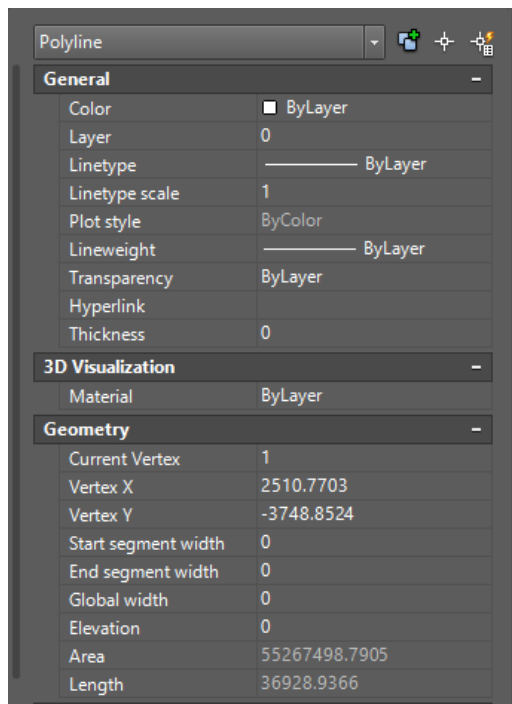 Polyline
General
Color ByLayer
Layer 0
Linetype ByLayer
Linetype scale 1
Plot style ByColor
Lineweight ByLayer
Transparency ByLayer
Hyperlink
Thickness 0
3D Visualization
Material ByLayer
Geometry
Current Vertex 1
Vertex X 2510.7703
Vertex Y -3748.8524
Start segment width 0
End segment width 0
Global width 0
Elevation 0
Area 55267498.7905
Length 36928.9366